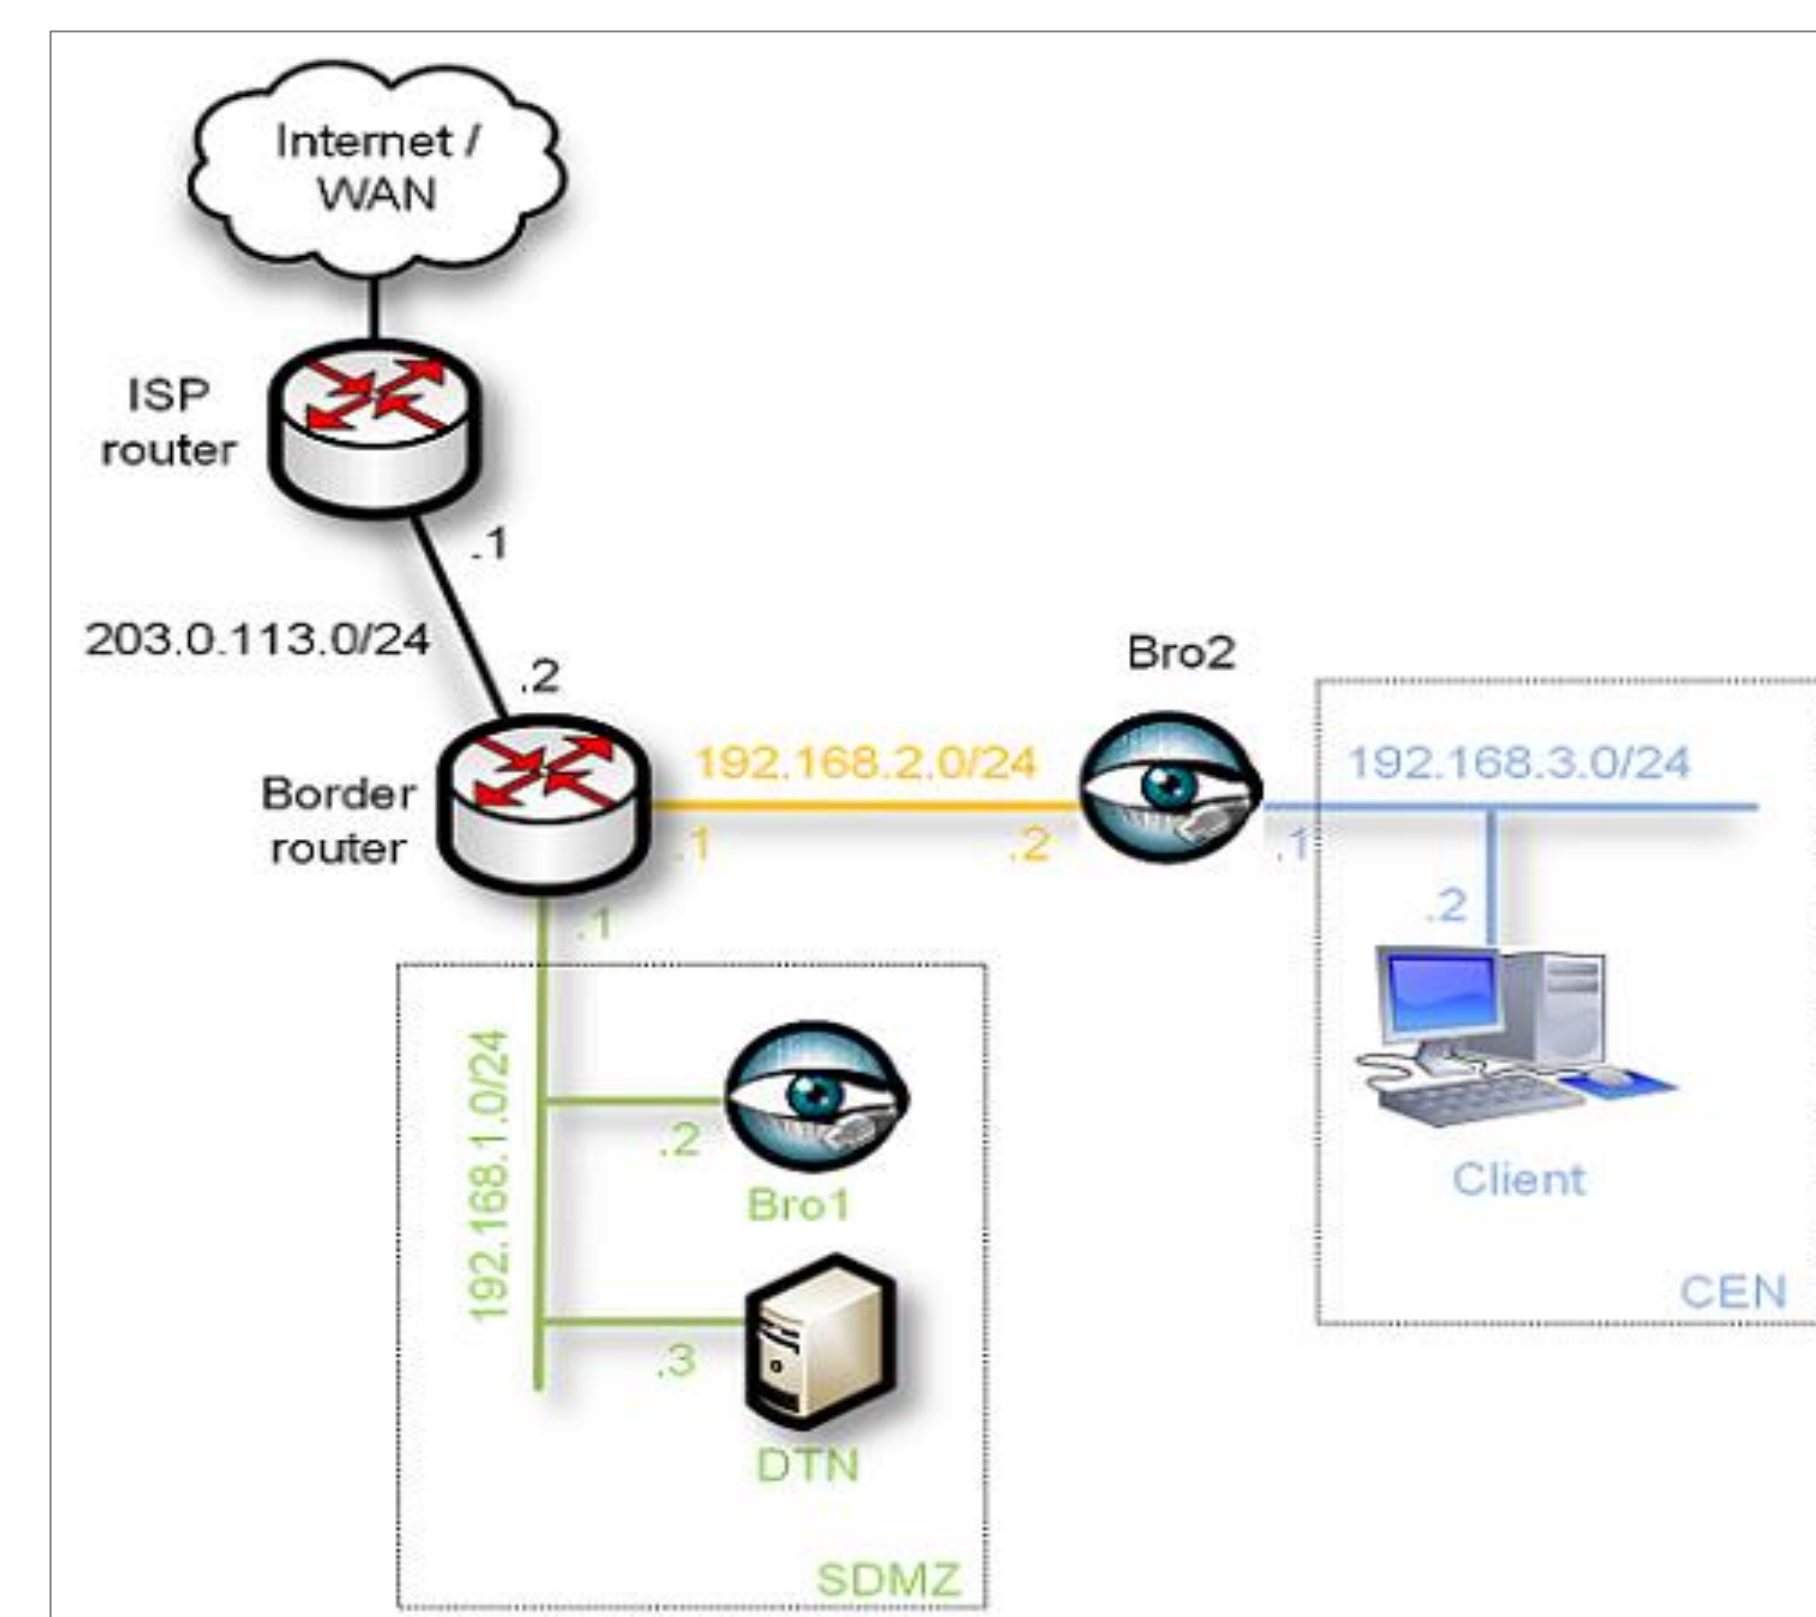 Internet /
WAN
ISP
router
.1
203.0.113.0/24
.2
Bro2
Border
router
192.168.2.0/24
.1
.2
192.168.3.0/24
.1
.2
Client
CEN
.1
192.168.1.0/24
.2
Bro1
.3
DTN
SDMZ